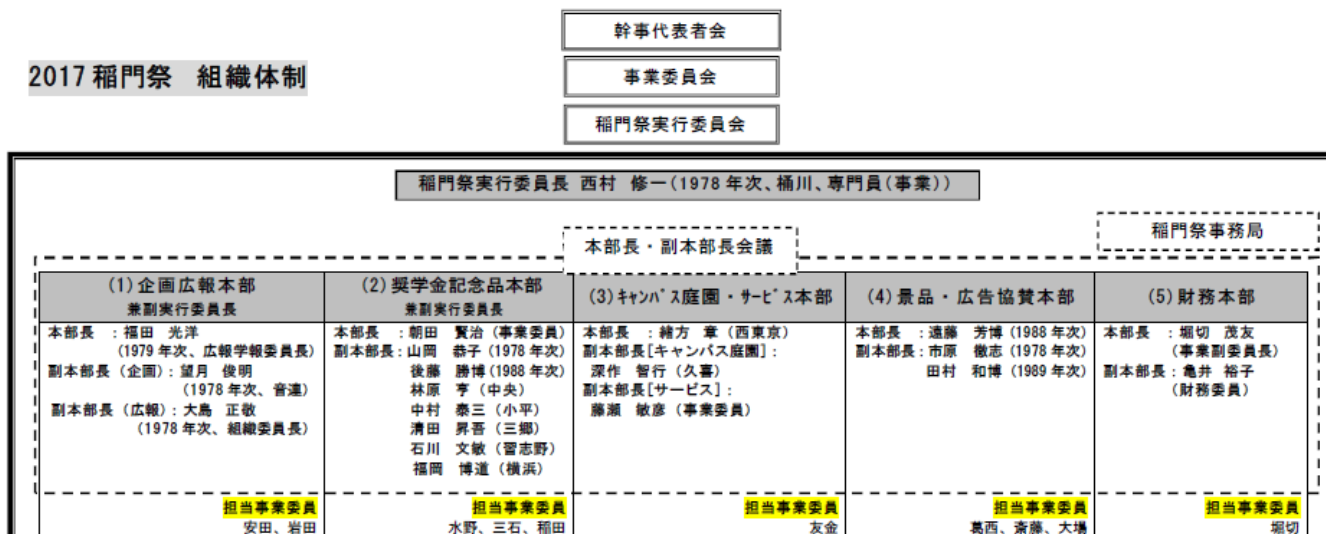 幹事代表者会
2017 稲門祭 組織体制
事業委員会
稲門祭実行委員会
稲門祭実行委員長 西村 修一(1978 年次、桶川、専門員(事業))
稲門祭事務局
本部長・副本部長会議
(1)企画広報本部
兼副実行委員長
本部長 :福田 光洋
(1979 年次、広報学報委員長)
副本部長(企画):望月 俊明
(1978 年次、音連)
副本部長(広報):大島 正敬
(1978 年次、組織委員長)
担当事業委員
安田、岩田
(2)奨学金記念品本部
兼副実行委員長
本部長 :朝田 賢治(事業委員)
副本部長:山岡 恭子(1978 年次)
後藤 勝博(1988 年次)
林原 亨(中央)
中村 泰三(小平)
清田 昇吾(三郷)
石川 文敏(習志野)
福岡 博道(横浜)
担当事業委員
水野、三石、稲田
(3)ｷｬﾝﾊﾟｽ庭園・ｻｰﾋﾞｽ本部
本部長 :緒方 章(西東京)
副本部長[キャンパス庭園]:
深作 智行(久喜)
副本部長[サービス]:
藤瀬 敏彦(事業委員)
担当事業委員
友金
(4)景品・広告協賛本部
本部長 :遠藤 芳博(1988 年次)
副本部長:市原 徹志(1978 年次)
田村 和博(1989 年次)
担当事業委員
葛西、斎藤、大場
(5)財務本部
本部長 :堀切 茂友
(事業副委員長)
副本部長:亀井 裕子
(財務委員)
担当事業委員
堀切